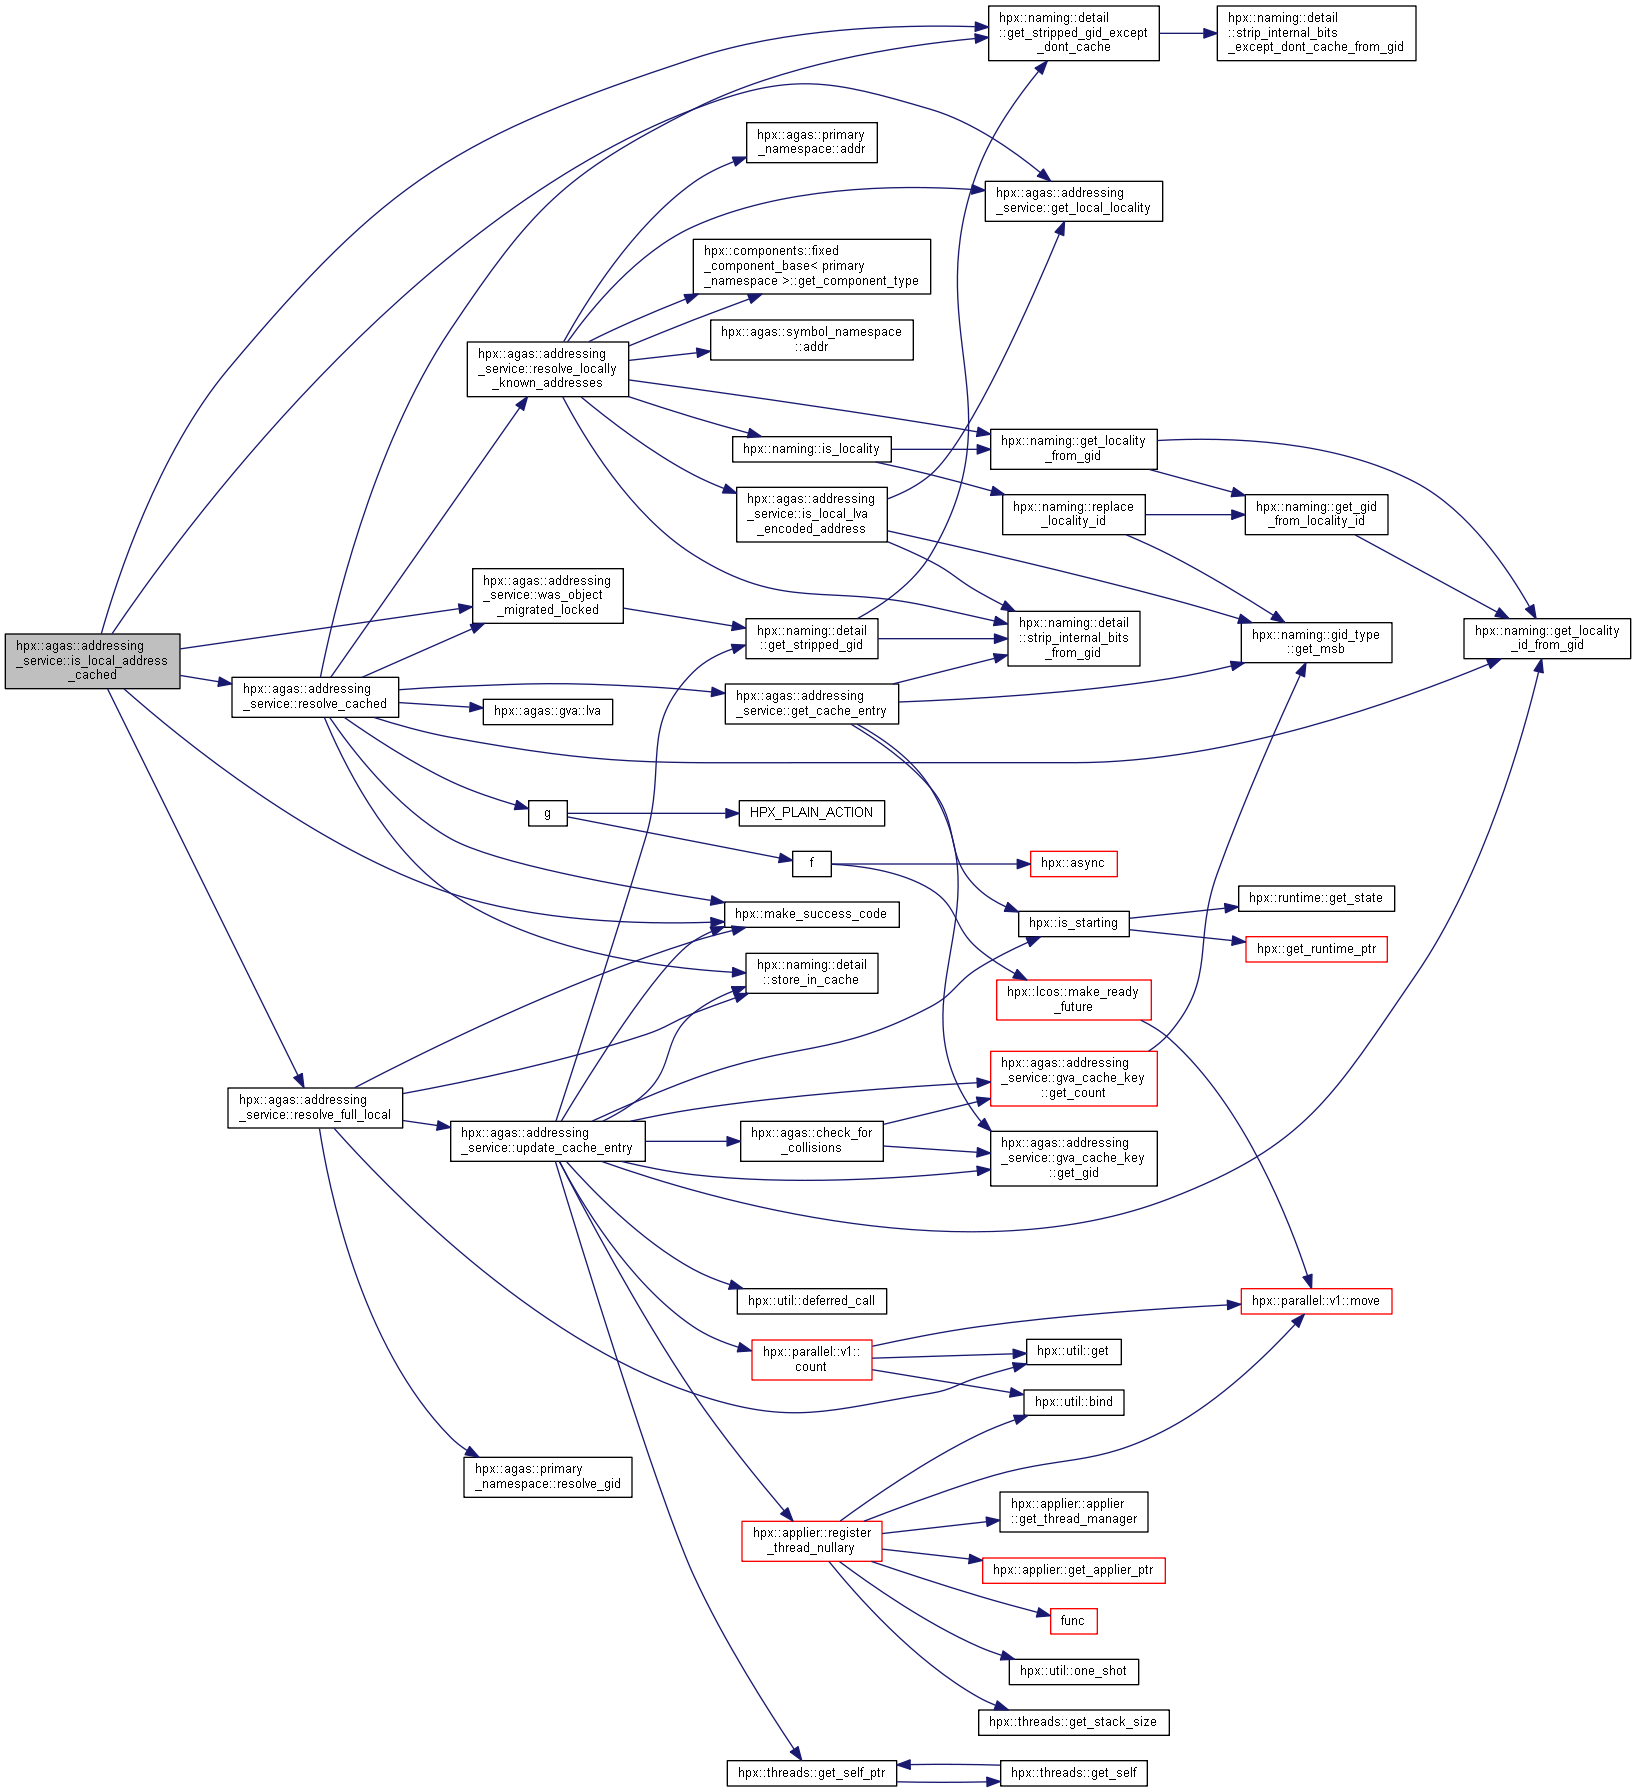 hpx::naming::detail
::get_stripped_gid_except
_dont_cache
hpx::naming::detail
::strip_internal_bits
_except_dont_cache_from_gid
hpx::agas::primary
_namespace::addr
hpx::agas::addressing
_service::get_local_locality
hpx::components::fixed
_component_base< primary
_namespace >::get_component_type
hpx::agas::symbol_namespace
::addr
hpx::agas::addressing
_service::resolve_locally
_known_addresses
hpx::naming::is_locality
hpx::naming::get_locality
_from_gid
hpx::agas::addressing
_service::is_local_lva
_encoded_address
hpx::naming::replace
_locality_id
hpx::naming::get_gid
_from_locality_id
hpx::agas::addressing
_service::was_object
_migrated_locked
hpx::naming::detail
::get_stripped_gid
hpx::naming::detail
::strip_internal_bits
_from_gid
hpx::naming::gid_type
::get_msb
hpx::naming::get_locality
_id_from_gid
hpx::agas::addressing
_service::is_local_address
_cached
hpx::agas::addressing
_service::resolve_cached
hpx::agas::gva::lva
hpx::agas::addressing
_service::get_cache_entry
g
HPX_PLAIN_ACTION
f
hpx::async
hpx::make_success_code
hpx::is_starting
hpx::runtime::get_state
hpx::get_runtime_ptr
hpx::naming::detail
::store_in_cache
hpx::lcos::make_ready
_future
hpx::agas::addressing
_service::gva_cache_key
::get_count
hpx::agas::addressing
_service::resolve_full_local
hpx::agas::addressing
_service::update_cache_entry
hpx::agas::check_for
_collisions
hpx::agas::addressing
_service::gva_cache_key
::get_gid
hpx::util::deferred_call
hpx::parallel::v1::move
hpx::parallel::v1::
count
hpx::util::get
hpx::util::bind
hpx::agas::primary
_namespace::resolve_gid
hpx::applier::register
_thread_nullary
hpx::applier::applier
::get_thread_manager
hpx::applier::get_applier_ptr
func
hpx::util::one_shot
hpx::threads::get_stack_size
hpx::threads::get_self_ptr
hpx::threads::get_self